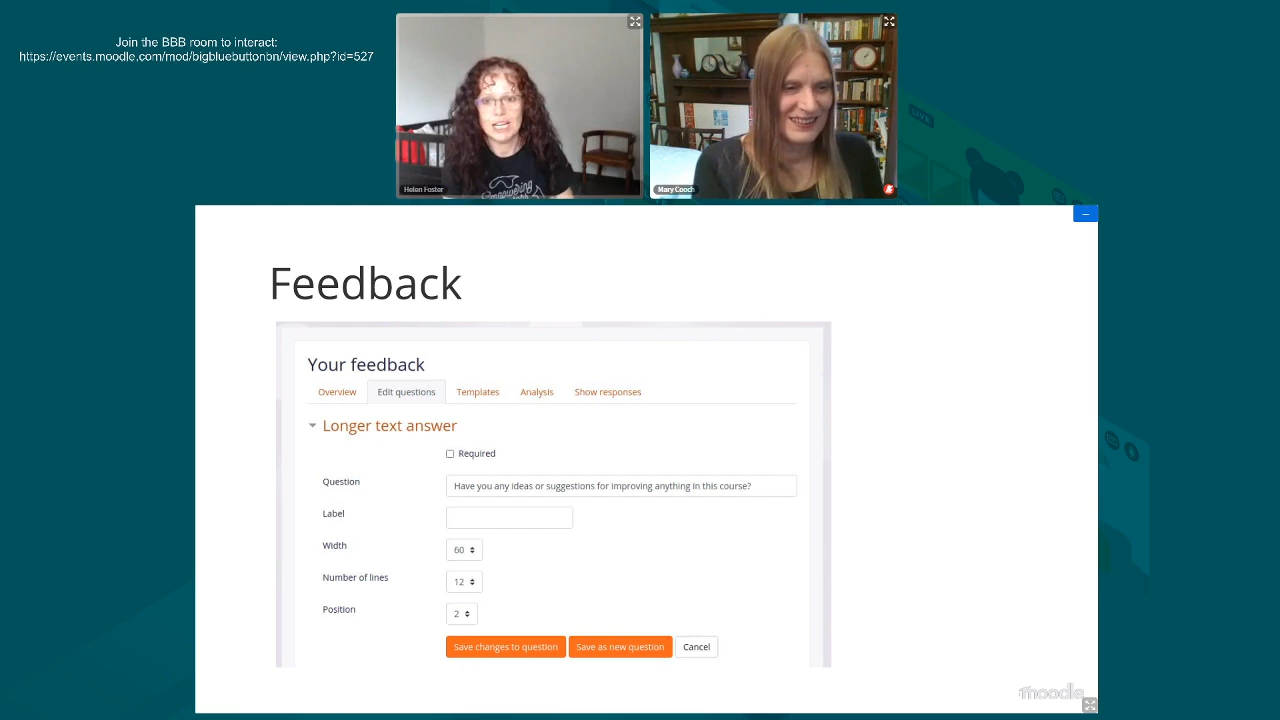 Join the BBB room to interact:
https://events.moodle.com/mod/bigbluebuttonbn/view.php?id=527
LIVE
Helen Foster
Mary Cooch
Empowering
Feedback
Your feedback
Overview Edit questions Templates Analysis Show responses
Longer text answer
Required
Question Have you any ideas or suggestions for improving anything in this course?
Label
Width 60
Number of lines 12
Position 2
Save changes to question Save as new question Cancel
moodle